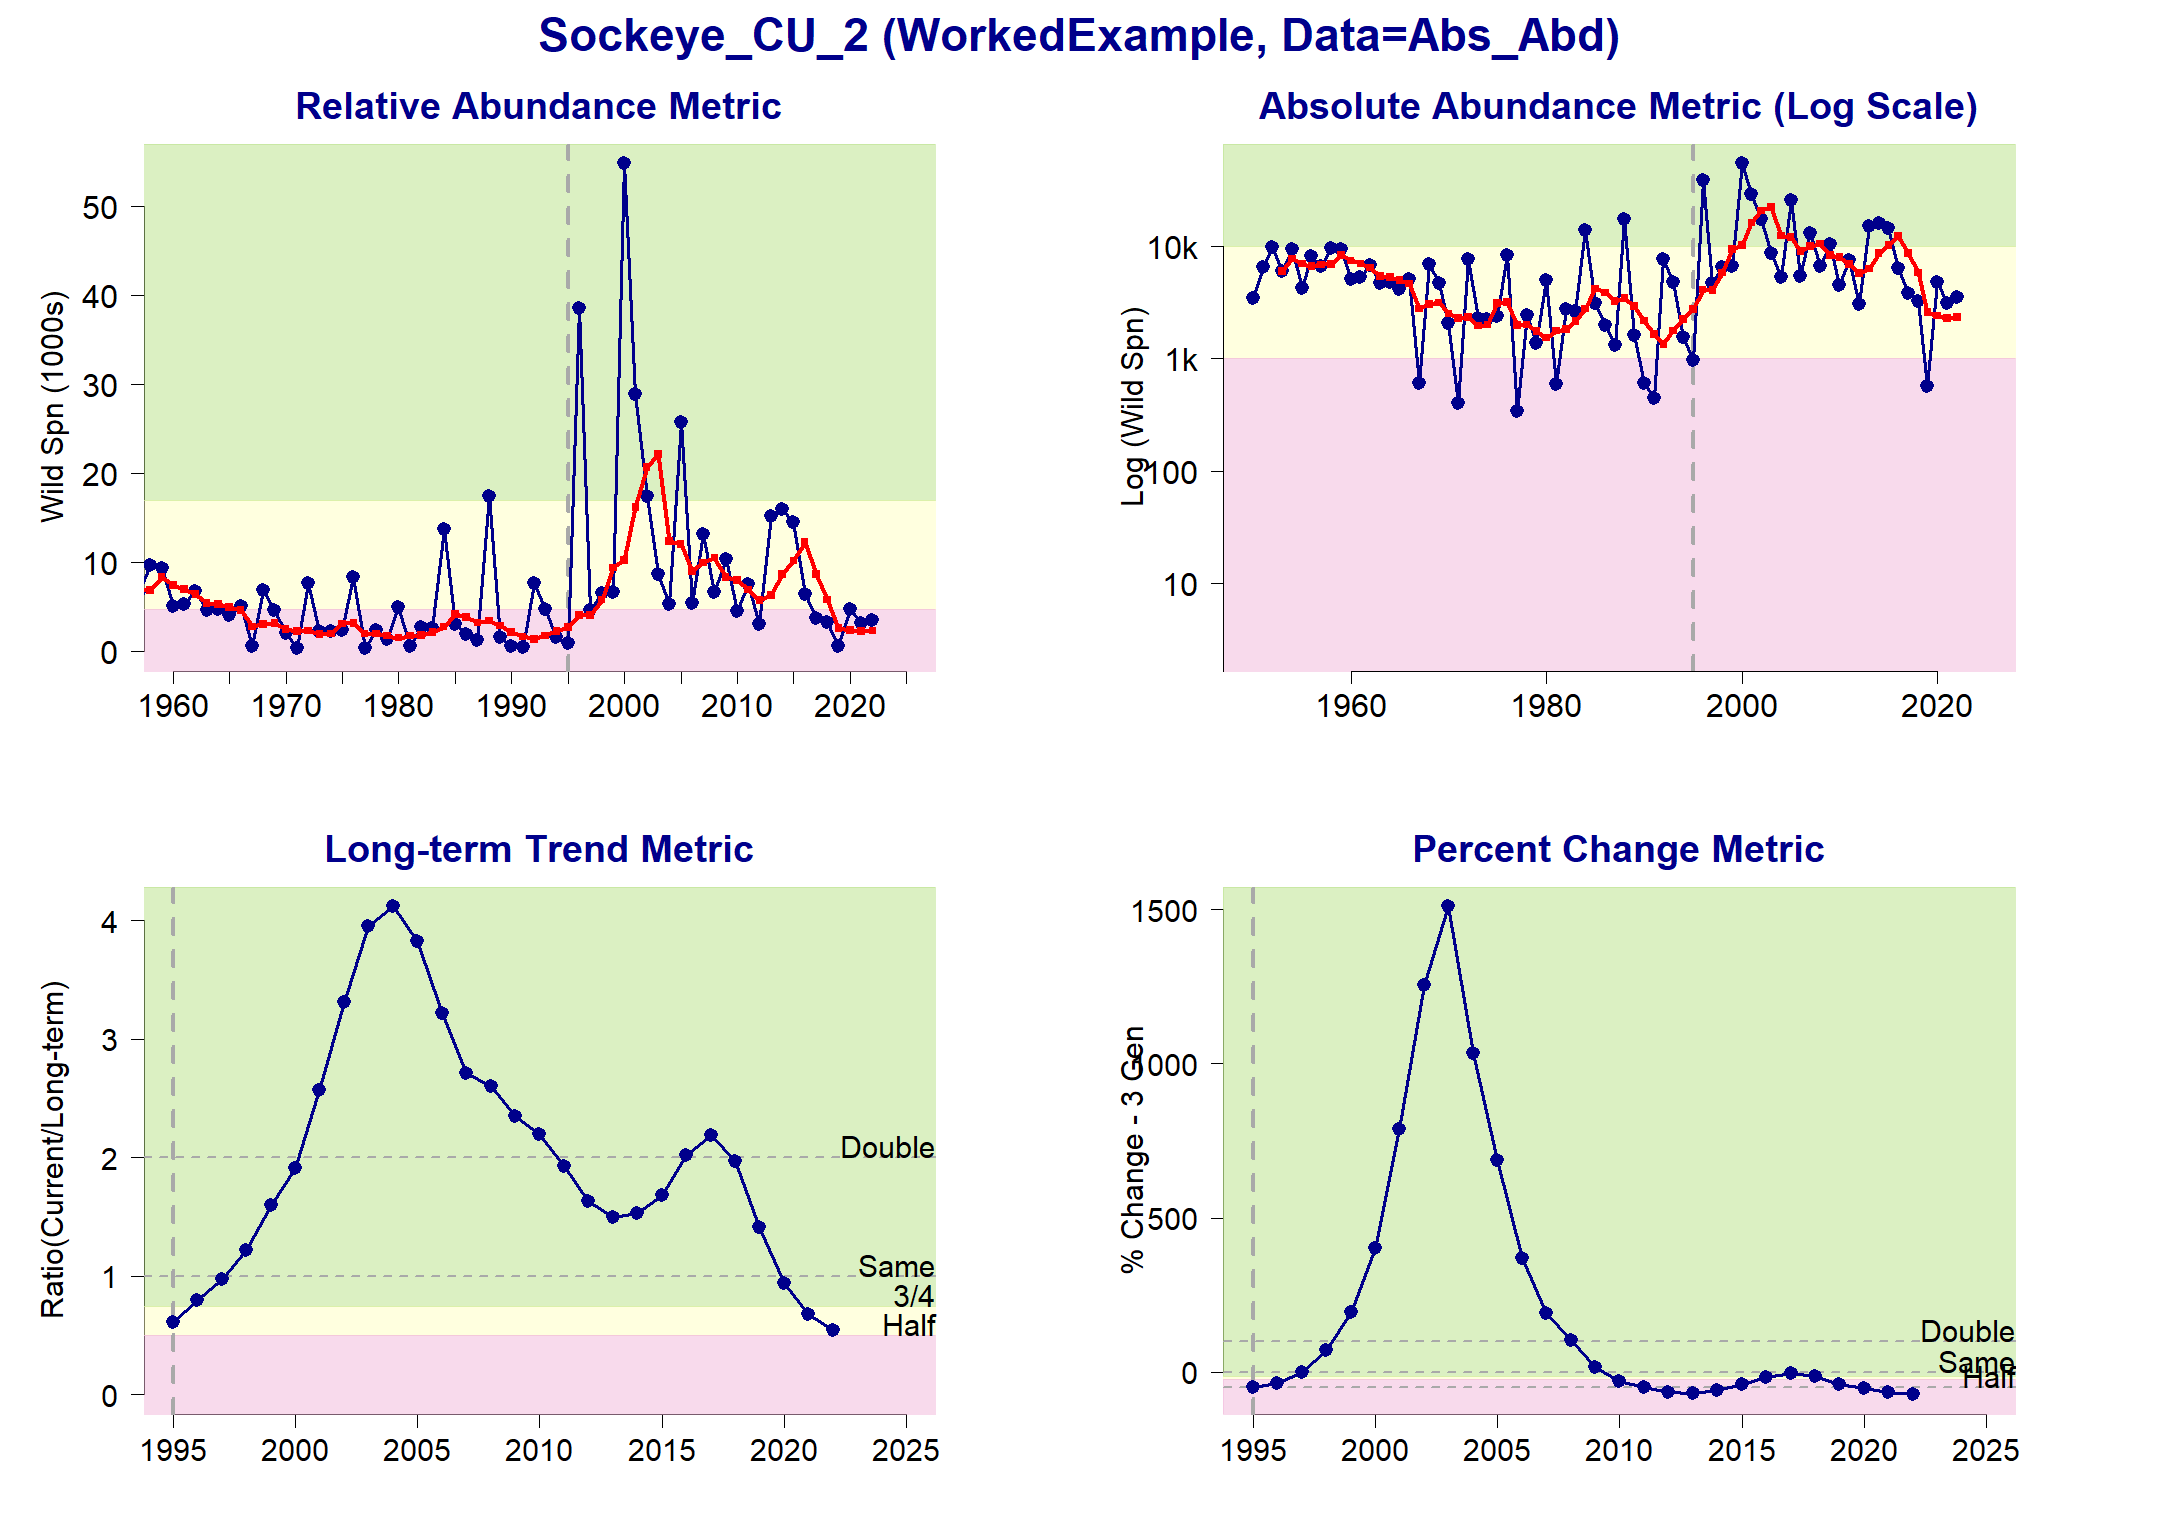 Sockeye_CU_2 (WorkedExample, Data=Abs_Abd)
Relative Abundance Metric
Wild Spn (1000s)
50
40
30
20
10
0
1960 1970 1980 1990 2000 2010 2020
Absolute Abundance Metric (Log Scale)
Log (Wild Spn)
10k
1k
100
10
1960 1980 2000 2020
Long-term Trend Metric
Ratio(Current/Long-term)
4
3
2
1
0
Double
Same
3/4
Half
1995 2000 2005 2010 2015 2020 2025
Percent Change Metric
% Change - 3 Gen
1500
1000
500
0
Double
Same
Half
1995 2000 2005 2010 2015 2020 2025